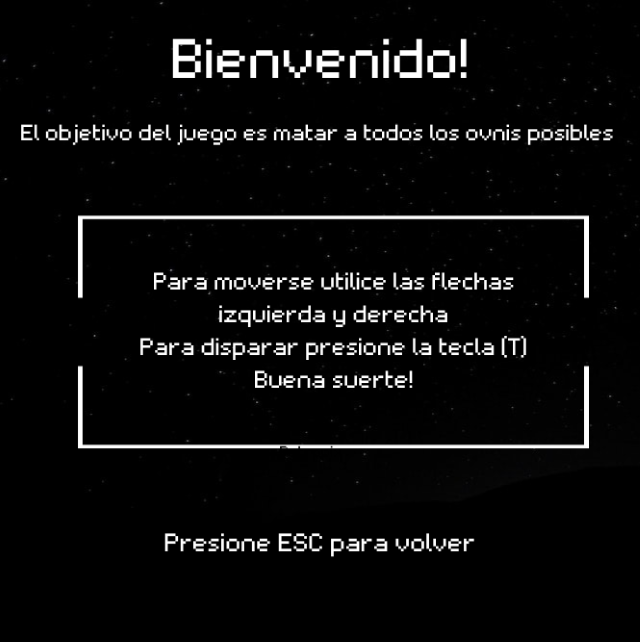 Bienvenido!
El objetivo del juego es matar a todos los ovnis posibles
Para moverse utilice las flechas
izquierda y derecha
Para disparar presione la tecla (T)
Buena suerte!
Presione ESC para volver